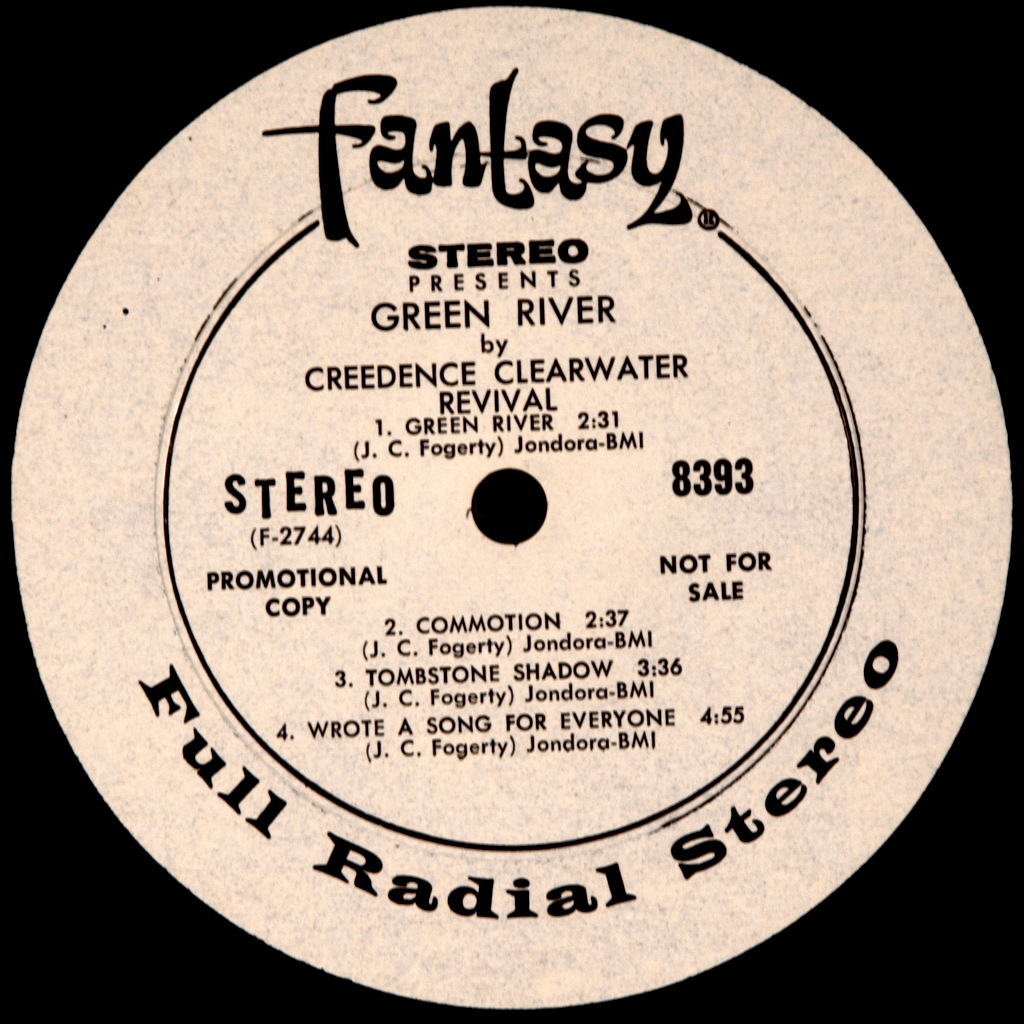 fantasy
STEREO
PRESENTS
GREEN RIVER
by
CREEDENCE CLEARWATER
REVIVAL
1. GREEN RIVER 2:31
(J. C. Fogerty) Jondora-BMI
STEREO
8393
(F-2744)
PROMOTIONAL
COPY
NOT FOR
SALE
2. COMMOTION 2:37
(J. C. Fogerty) Jondora-BMI
3. TOMBSTONE SHADOW 3:36
(J. C. Fogerty) Jondora-BMI
4. WROTE A SONG FOR EVERYONE 4:55
(J. C. Fogerty) Jondora-BMI
Full Radial Stereo